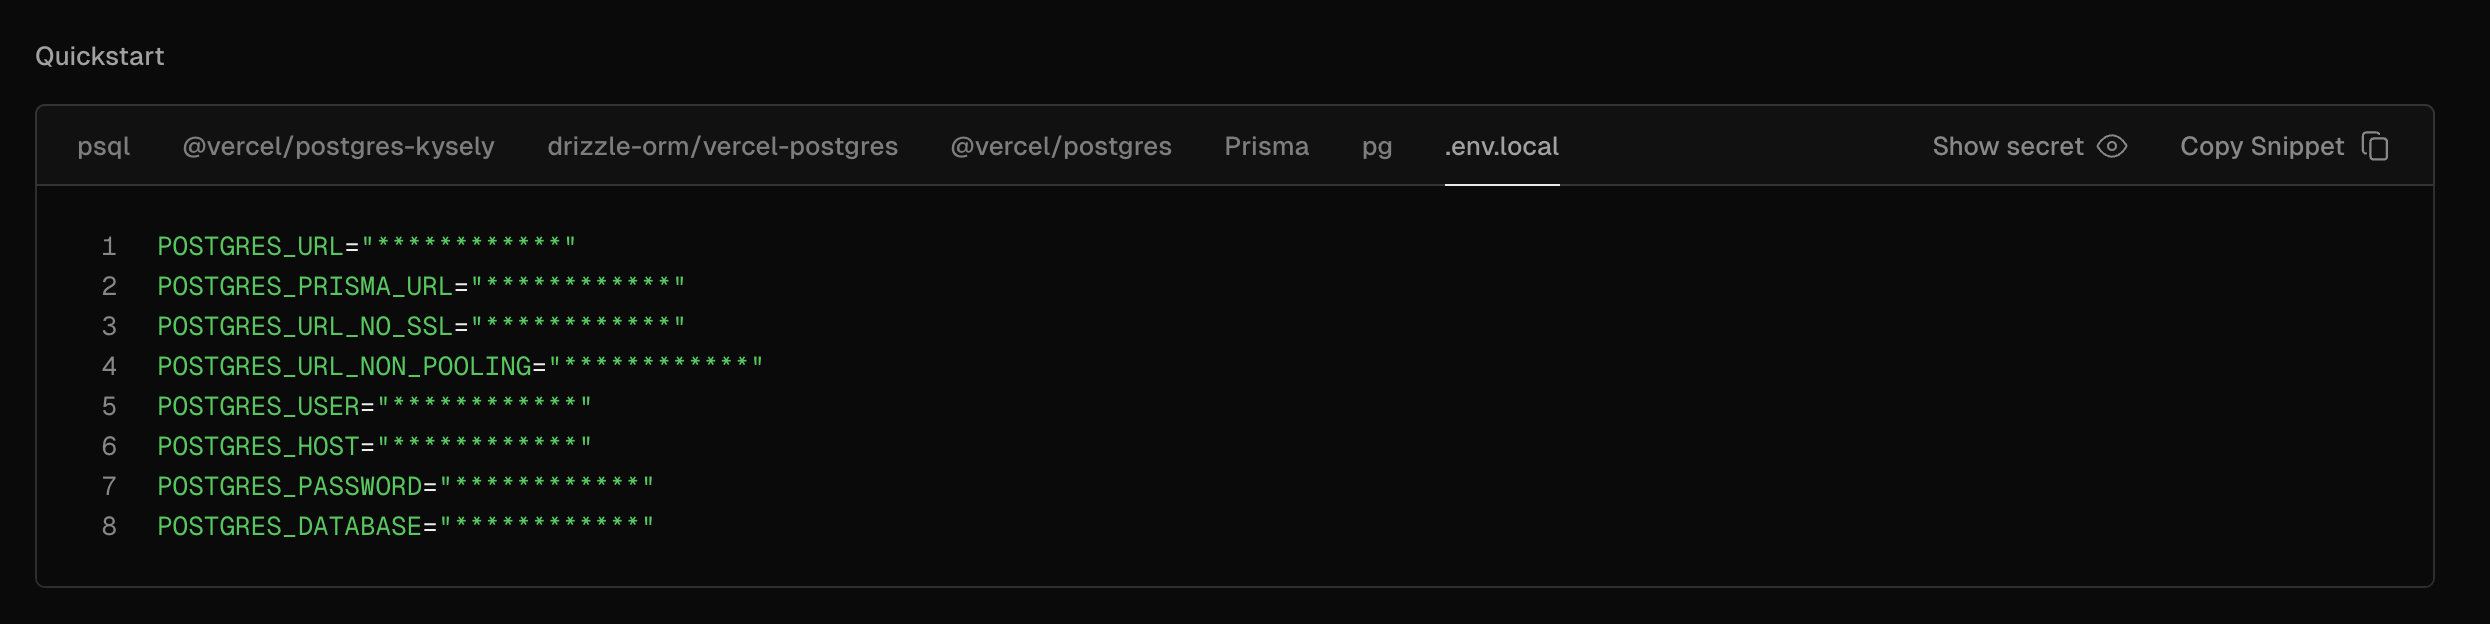 Quickstart
psql @vercel/postgres-kysely drizzle-orm/vercel-postgres @vercel/postgres Prisma pg .env.local Show secret Copy Snippet
1 POSTGRES_URL="************"
2 POSTGRES_PRISMA_URL="************"
3 POSTGRES_URL_NO_SSL="************"
4 POSTGRES_URL_NON_POOLING="************"
5 POSTGRES_USER="************"
6 POSTGRES_HOST="************"
7 POSTGRES_PASSWORD="************"
8 POSTGRES_DATABASE="************"